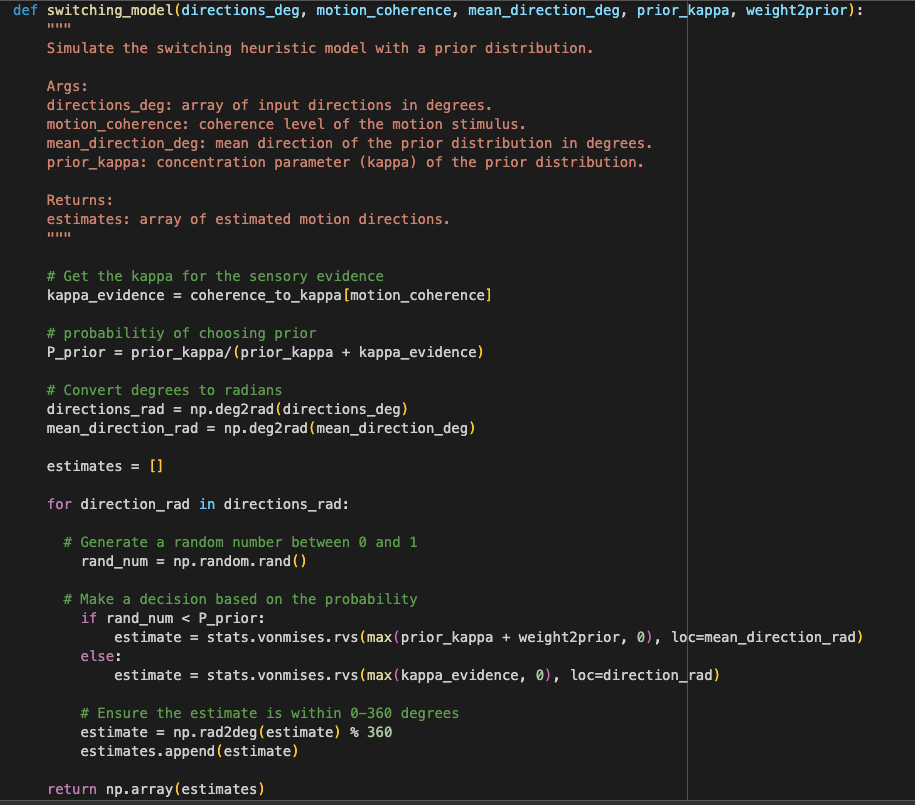 def switching_model(directions_deg, motion_coherence, mean_direction_deg, prior_kappa, weight2prior):
"""
Simulate the switching heuristic model with a prior distribution.
Args:
directions_deg: array of input directions in degrees.
motion_coherence: coherence level of the motion stimulus.
mean_direction_deg: mean direction of the prior distribution in degrees.
prior_kappa: concentration parameter (kappa) of the prior distribution.
Returns:
estimates: array of estimated motion directions.
"""
# Get the kappa for the sensory evidence
kappa_evidence = coherence_to_kappa[motion_coherence]
# probabilitiy of choosing prior
P_prior = prior_kappa/(prior_kappa + kappa_evidence)
# Convert degrees to radians
directions_rad = np.deg2rad(directions_deg)
mean_direction_rad = np.deg2rad(mean_direction_deg)
estimates = []
for direction_rad in directions_rad:
# Generate a random number between 0 and 1
rand_num = np.random.rand()
# Make a decision based on the probability
if rand_num < P_prior:
estimate = stats.vonmises.rvs(max(prior_kappa + weight2prior, 0), loc=mean_direction_rad)
else:
estimate = stats.vonmises.rvs(max(kappa_evidence, 0), loc=direction_rad)
# Ensure the estimate is within 0-360 degrees
estimate = np.rad2deg(estimate) % 360
estimates.append(estimate)
return np.array(estimates)